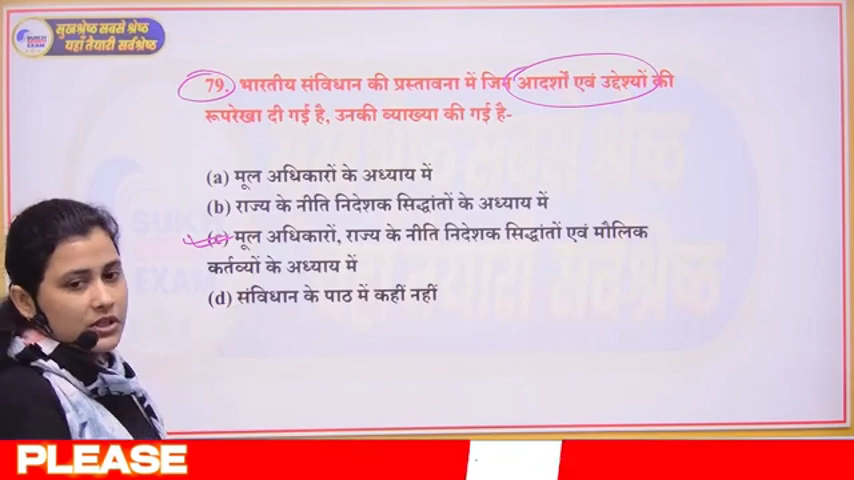 सुखश्रेष्ठ सबसे श्रेष्ठ
यहाँ तैयारी सर्वश्रेष्ठ
79. भारतीय संविधान की प्रस्तावना में जिन आदर्शों एवं उद्देश्यों की
रूपरेखा दी गई है, उनकी व्याख्या की गई है-
(a) मूल अधिकारों के अध्याय में
(b) राज्य के नीति निदेशक सिद्धांतों के अध्याय में
(c) मूल अधिकारों, राज्य के नीति निदेशक सिद्धांतों एवं मौलिक
कर्तव्यों के अध्याय में
(d) संविधान के पाठ में कहीं नहीं
PLEASE